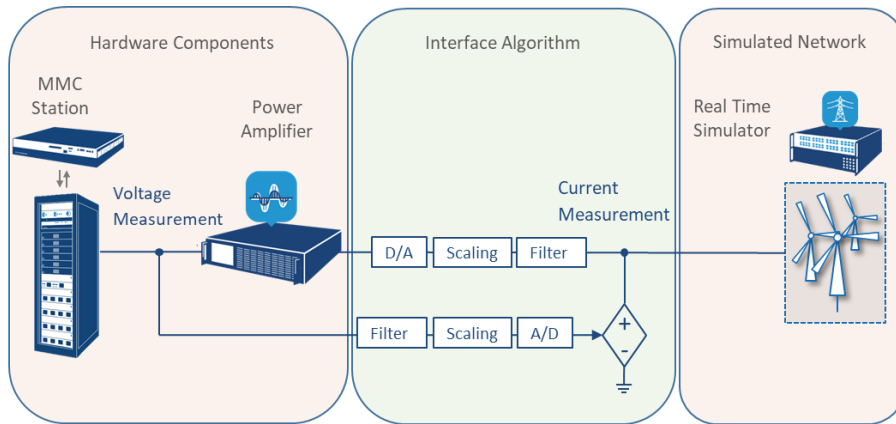 Hardware Components
Interface Algorithm
Simulated Network
MMC
Station
Power
Amplifier
Real Time
Simulator
Voltage
Measurement
Current
Measurement
D/A
Scaling
Filter
Filter
Scaling
A/D
+
-